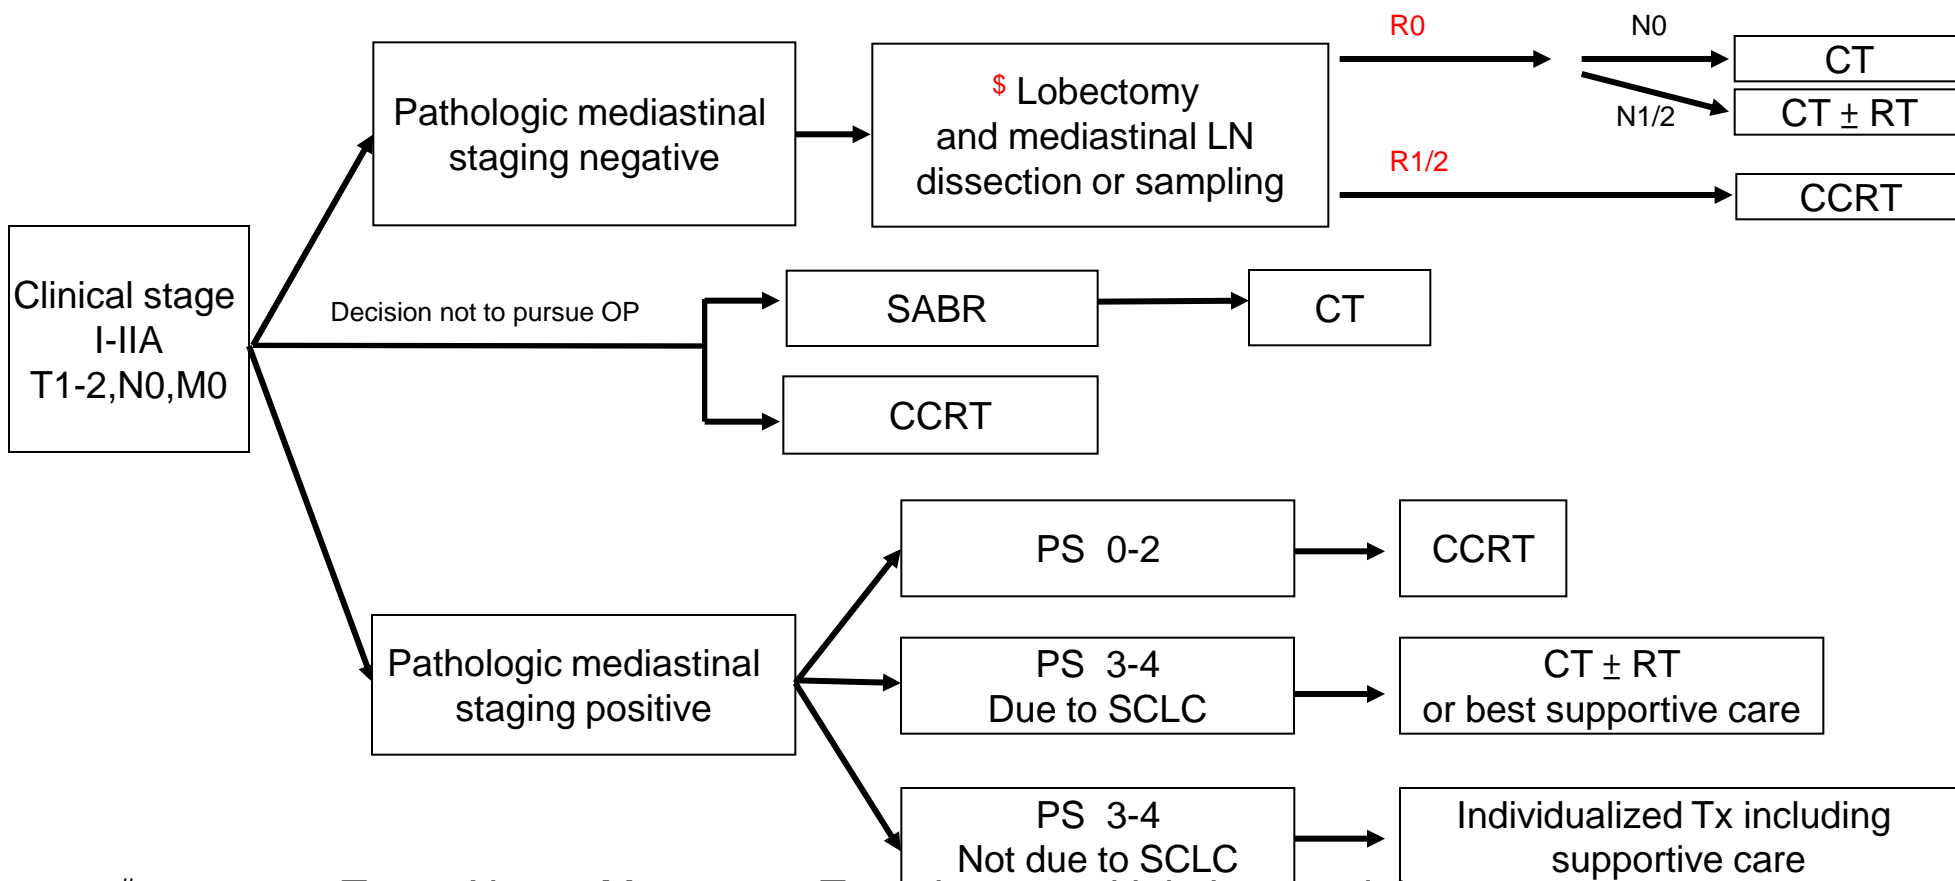 Clinical stage
I-IIA
T1-2,N0,M0
Pathologic mediastinal
staging negative
$ Lobectomy
and mediastinal LN
dissection or sampling
R0
N0
CT
N1/2
CT ± RT
R1/2
CCRT
Decision not to pursue OP
SABR
CT
CCRT
Pathologic mediastinal
staging positive
PS 0-2
CCRT
PS 3-4
Due to SCLC
CT ± RT
or best supportive care
PS 3-4
Not due to SCLC
Individualized Tx including
supportive care